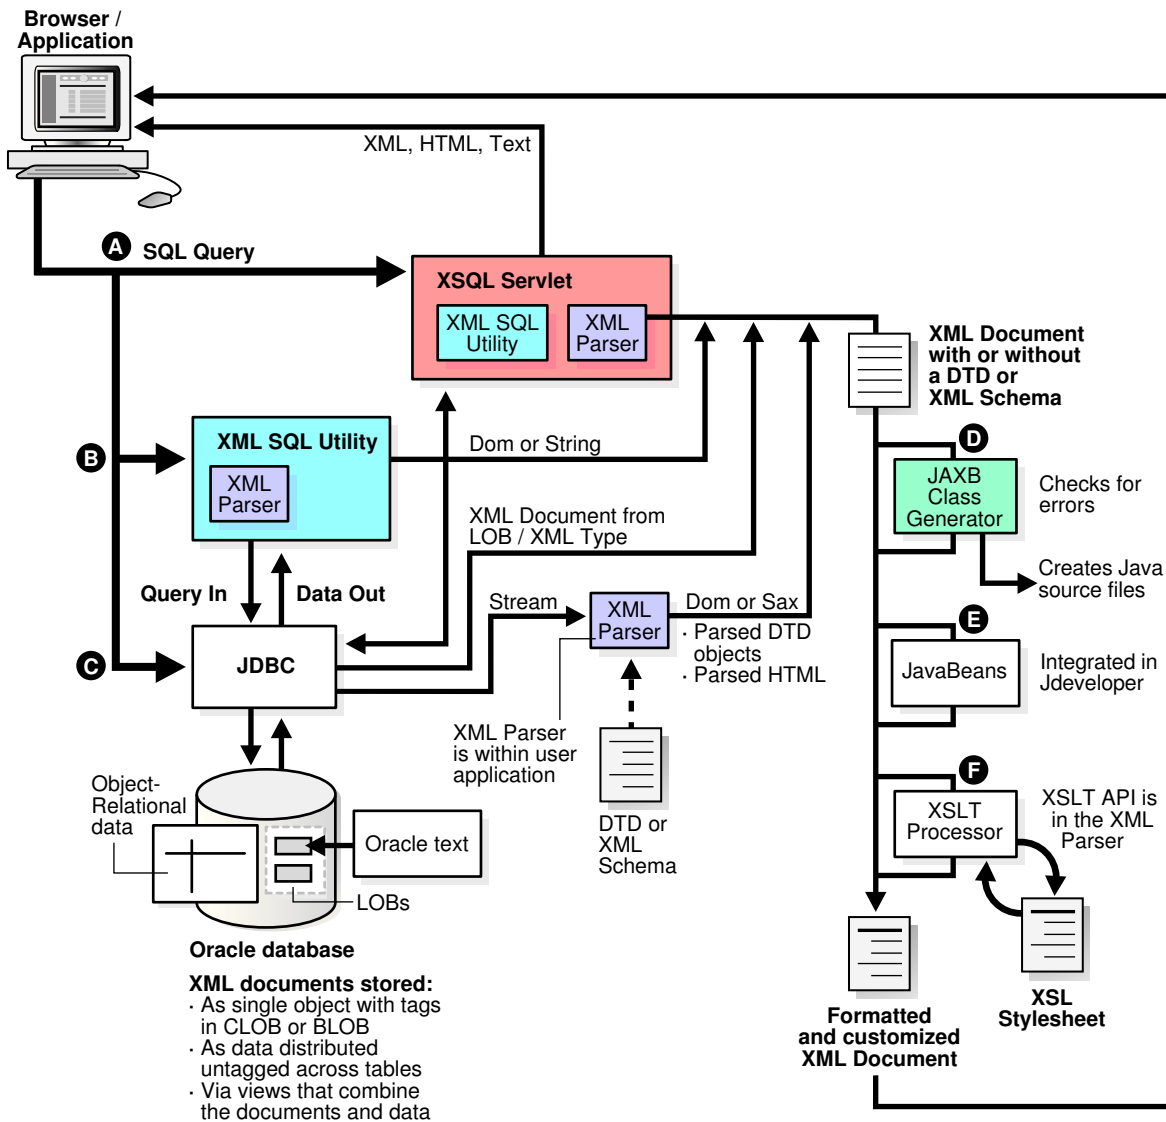 Browser /
Application
XML, HTML, Text
A
SQL Query
XSQL Servlet
XML SQL
Utility
XML
Parser
XML Document
with or without
a DTD or
XML Schema
B
XML SQL Utility
XML
Parser
Dom or String
D
JAXB
Class
Generator
Checks for
errors
XML Document from
LOB / XML Type
Creates Java
source files
Query In
Data Out
Stream
XML
Parser
Dom or Sax
· Parsed DTD
objects
· Parsed HTML
C
JDBC
E
JavaBeans
Integrated in
Jdeveloper
XML Parser
is within user
application
DTD or
XML
Schema
F
XSLT
Processor
XSLT API is
in the XML
Parser
Object-
Relational
data
Oracle text
LOBs
Oracle database
XML documents stored:
· As single object with tags
in CLOB or BLOB
· As data distributed
untagged across tables
· Via views that combine
the documents and data
Formatted
and customized
XML Document
XSL
Stylesheet